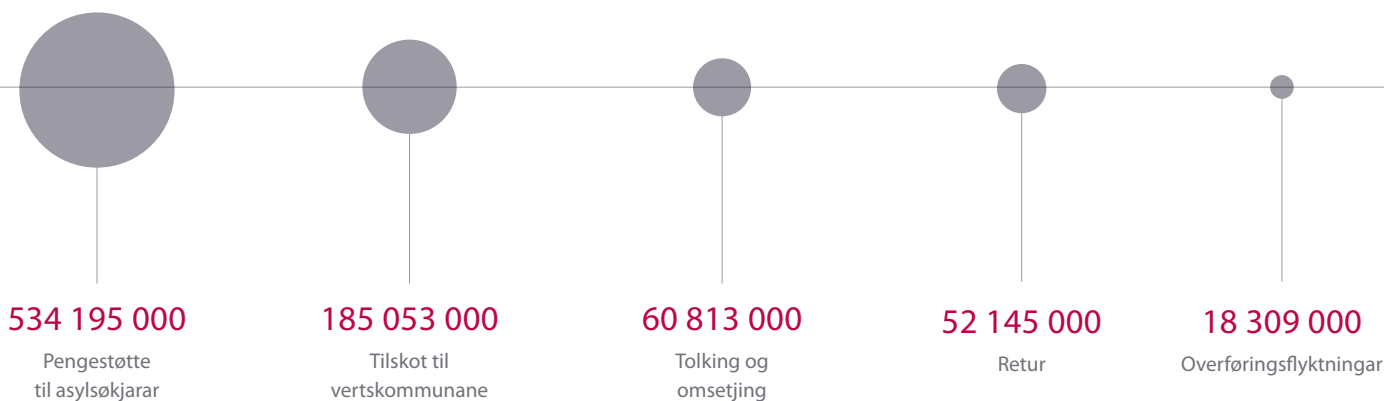 534 195 000
Pengestøtte
til asylsøkjarar
185 053 000
Tilskot til
vertskommunane
60 813 000
Tolking og
omsetjing
52 145 000
Retur
18 309 000
Overføringsflyktningar